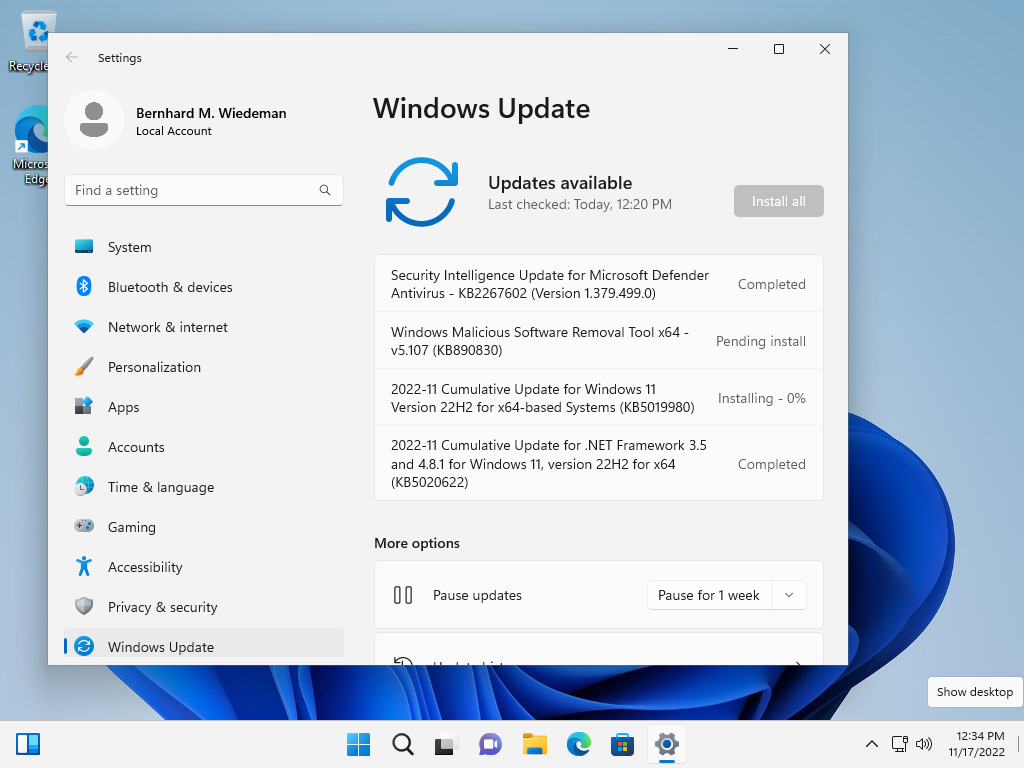 Recycle
Micros
Edge
Settings
Bernhard M. Wiedeman
Local Account
Find a setting
System
Bluetooth & devices
Network & internet
Personalization
Apps
Accounts
Time & language
Gaming
Accessibility
Privacy & security
Windows Update
Windows Update
Updates available
Last checked: Today, 12:20 PM
Install all
Security Intelligence Update for Microsoft Defender
Antivirus - KB2267602 (Version 1.379.499.0)
Completed
Windows Malicious Software Removal Tool x64 -
v5.107 (KB890830)
Pending install
2022-11 Cumulative Update for Windows 11
Version 22H2 for x64-based Systems (KB5019980)
Installing - 0%
2022-11 Cumulative Update for .NET Framework 3.5
and 4.8.1 for Windows 11, version 22H2 for x64
(KB5020622)
Completed
More options
Pause updates
Pause for 1 week
Show desktop
12:34 PM
11/17/2022